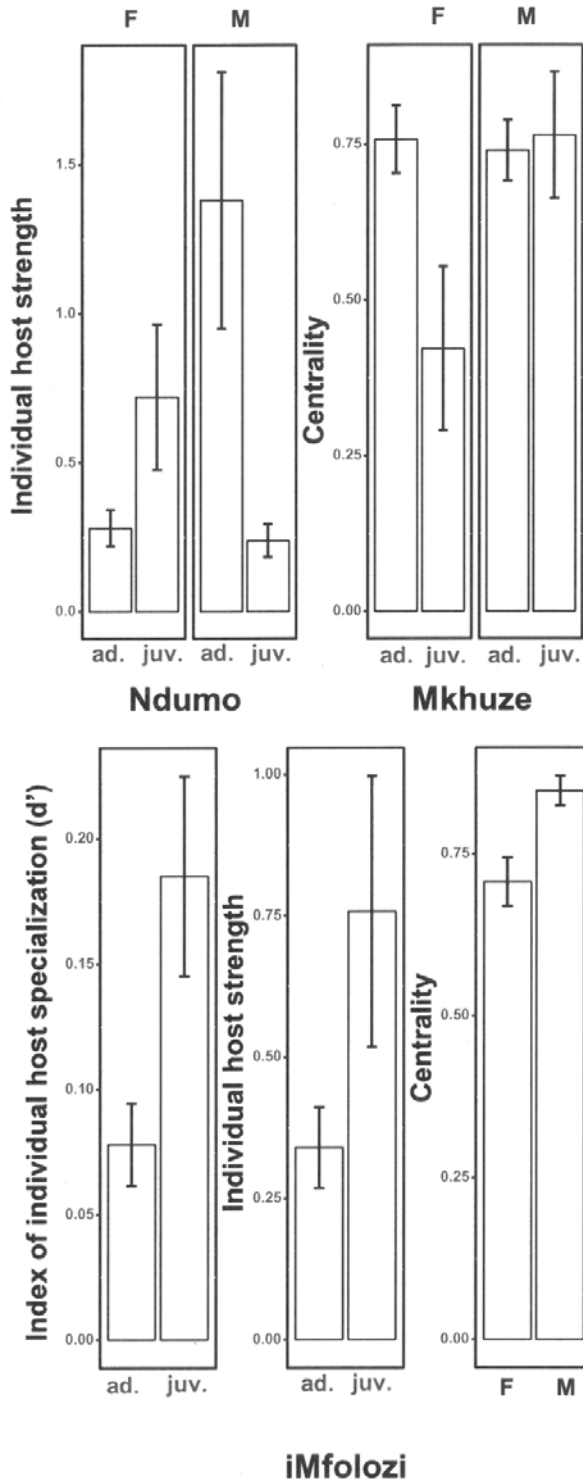 F M
Individual host strength
1.5
1.0
0.5
0.0
ad. juv. ad. juv.
Ndumo
F M
Centrality
0.75
0.50
0.25
0.00
ad. juv. ad. juv.
Mkhuze
Index of individual host specialization (d')
0.20
0.15
0.10
0.05
0.00
ad. juv.
Individual host strength
1.00
0.75
0.50
0.25
0.00
ad. juv.
Centrality
0.75
0.50
0.25
0.00
F M
iMfolozi